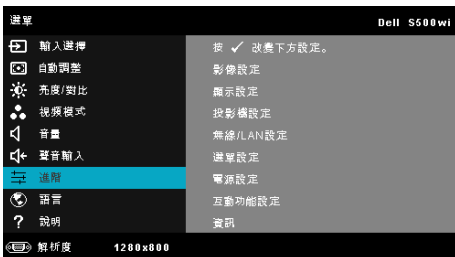 選單 Dell S500wi
輸入選擇
自動調整
亮度/對比
視頻模式
音量
聲音輸入
進階
語言
說明
按 ✓ 改變下方設定。
影像設定
顯示設定
投影機設定
無線/LAN設定
選單設定
電源設定
互動功能設定
資訊
解析度 1280x800